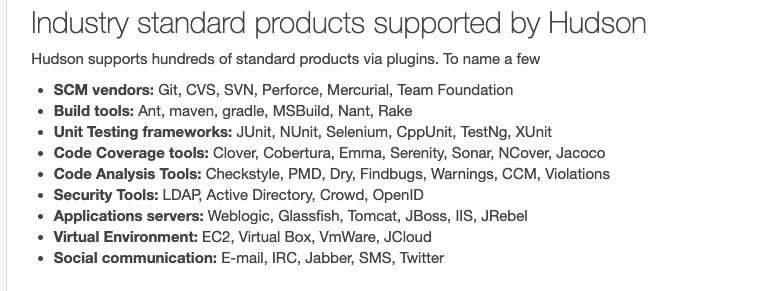 Industry standard products supported by Hudson
Hudson supports hundreds of standard products via plugins. To name a few
• SCM vendors: Git, CVS, SVN, Perforce, Mercurial, Team Foundation
• Build tools: Ant, maven, gradle, MSBuild, Nant, Rake
• Unit Testing frameworks: JUnit, NUnit, Selenium, CppUnit, TestNg, XUnit
• Code Coverage tools: Clover, Cobertura, Emma, Serenity, Sonar, NCover, Jacoco
• Code Analysis Tools: Checkstyle, PMD, Dry, Findbugs, Warnings, CCM, Violations
• Security Tools: LDAP, Active Directory, Crowd, OpenID
• Applications servers: Weblogic, Glassfish, Tomcat, JBoss, IIS, JRebel
• Virtual Environment: EC2, Virtual Box, VmWare, JCloud
• Social communication: E-mail, IRC, Jabber, SMS, Twitter